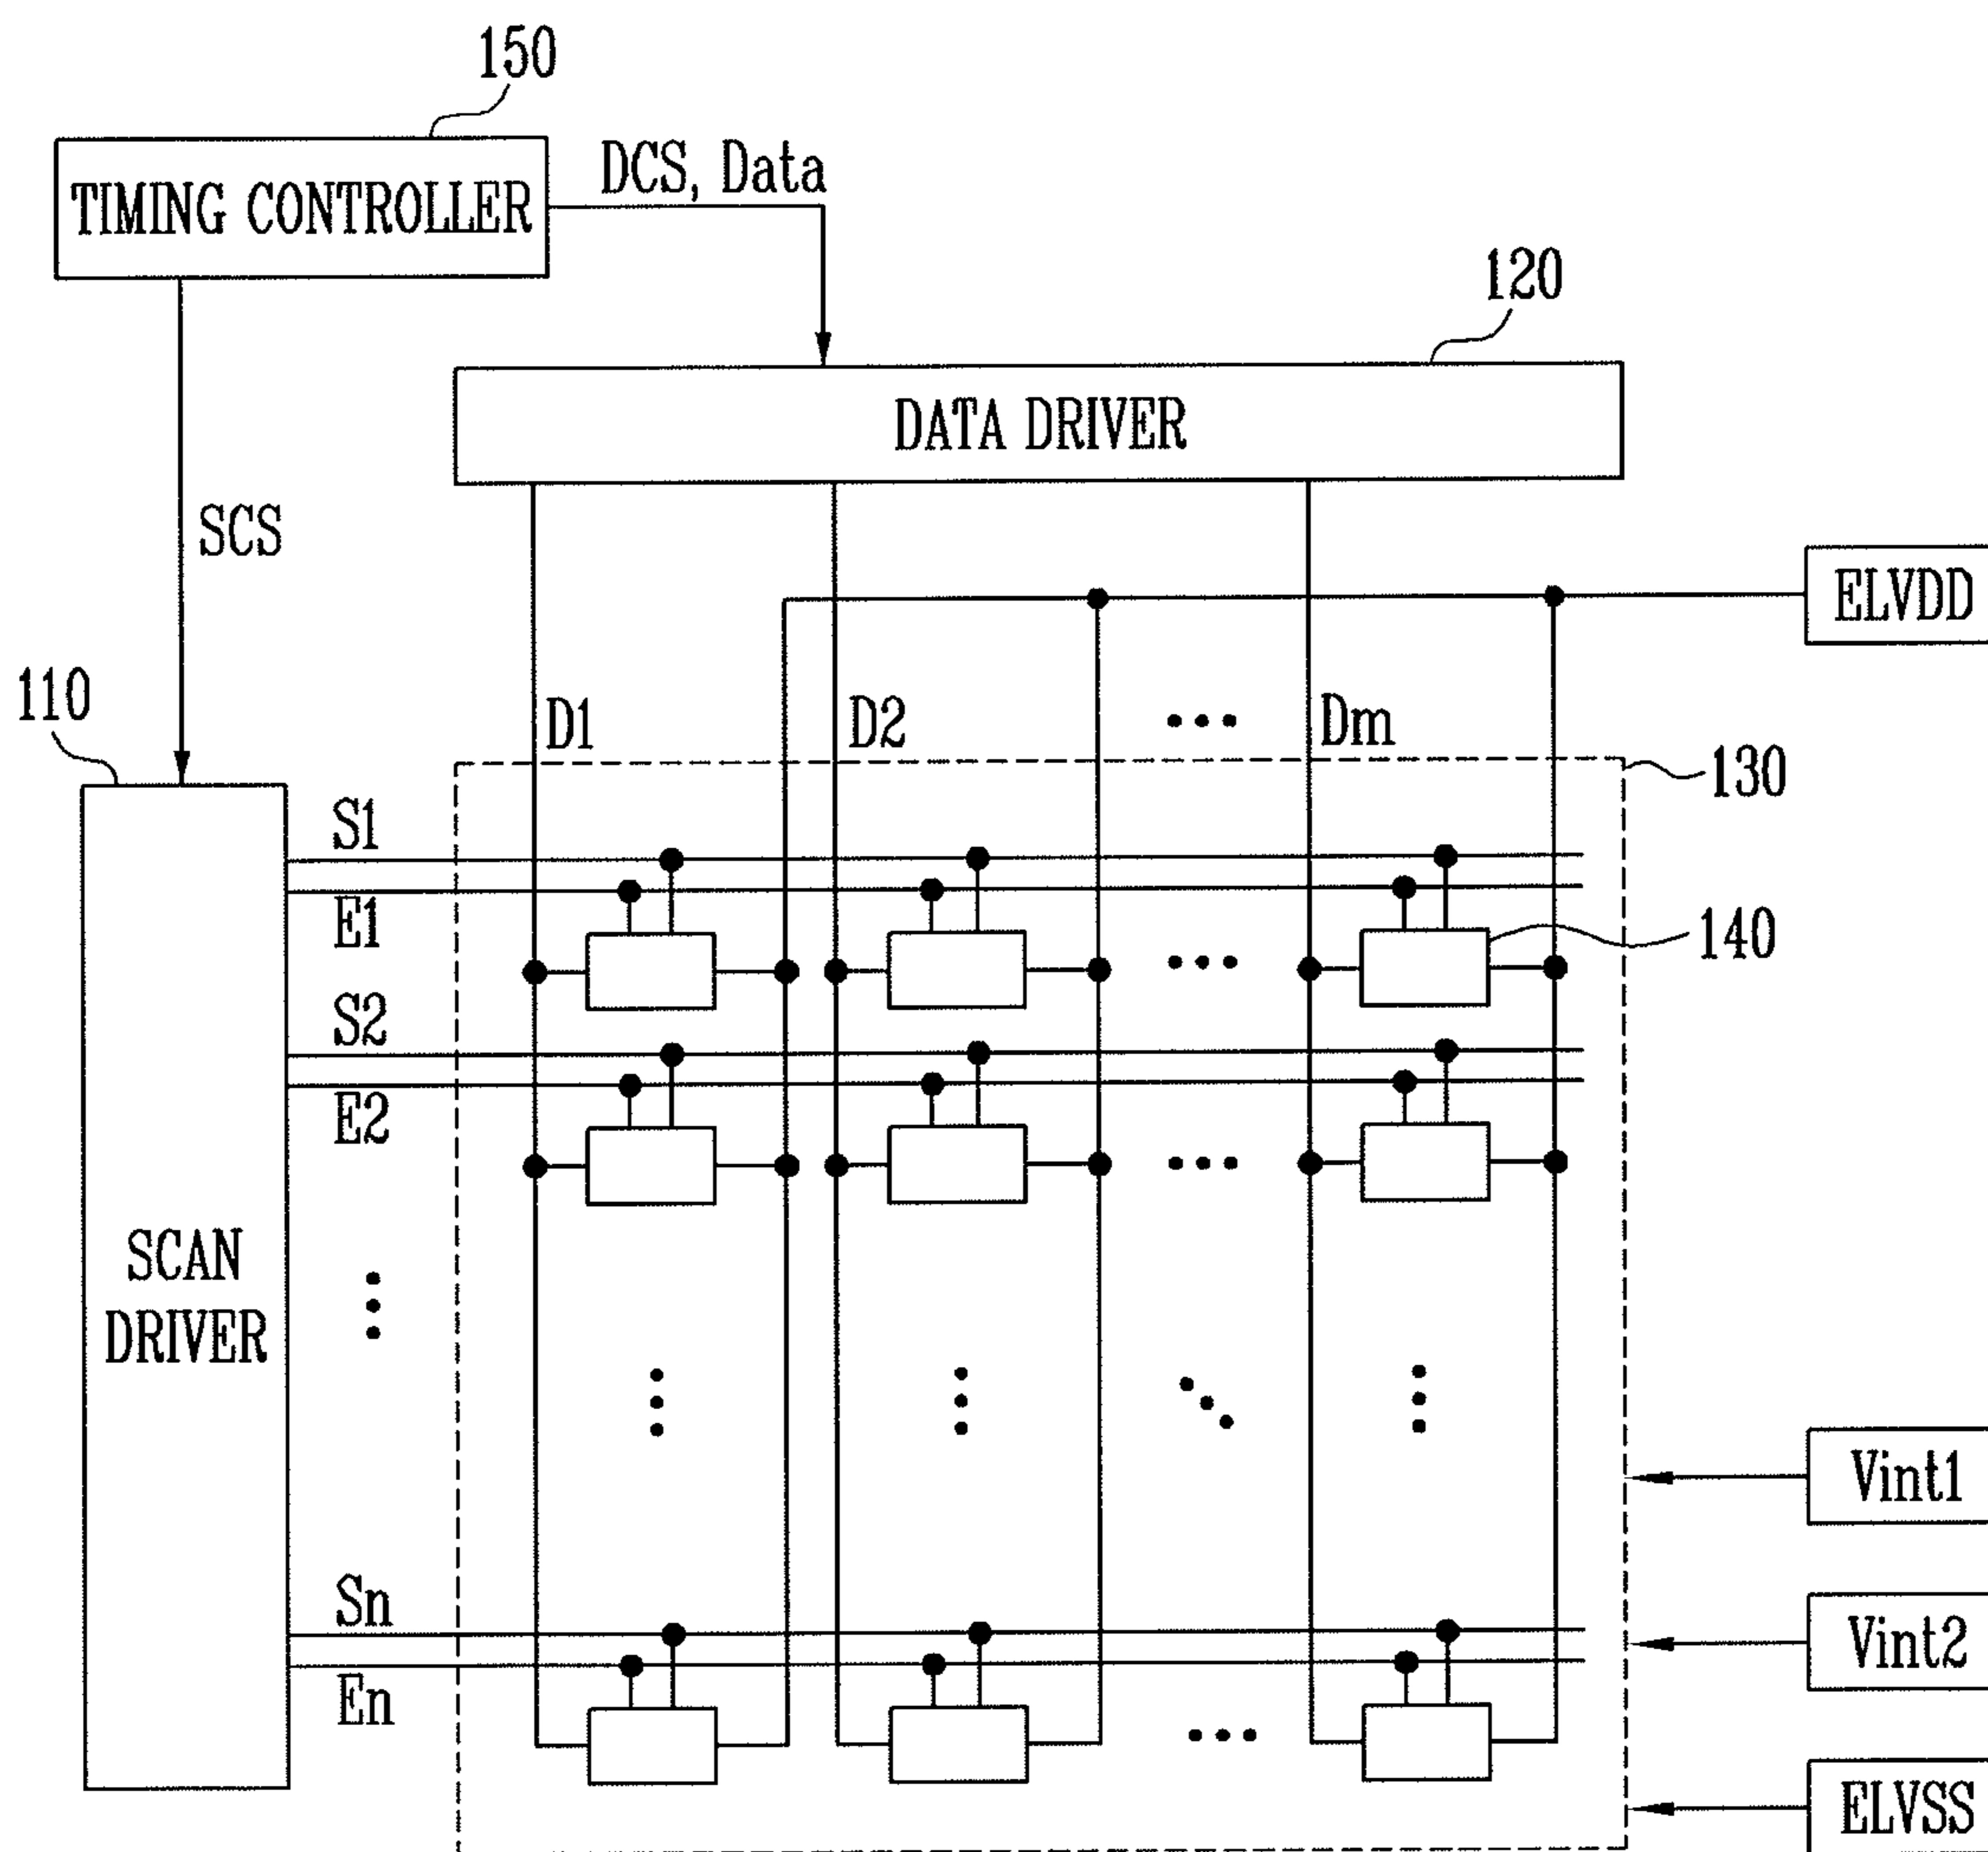 150
TIMING CONTROLLER
DCS, Data
120
DATA DRIVER
SCS
ELVDD
110
D1
D2
Dm
130
S1
E1
140
S2
E2
SCAN
DRIVER
Vint1
Sn
Vint2
En
ELVSS